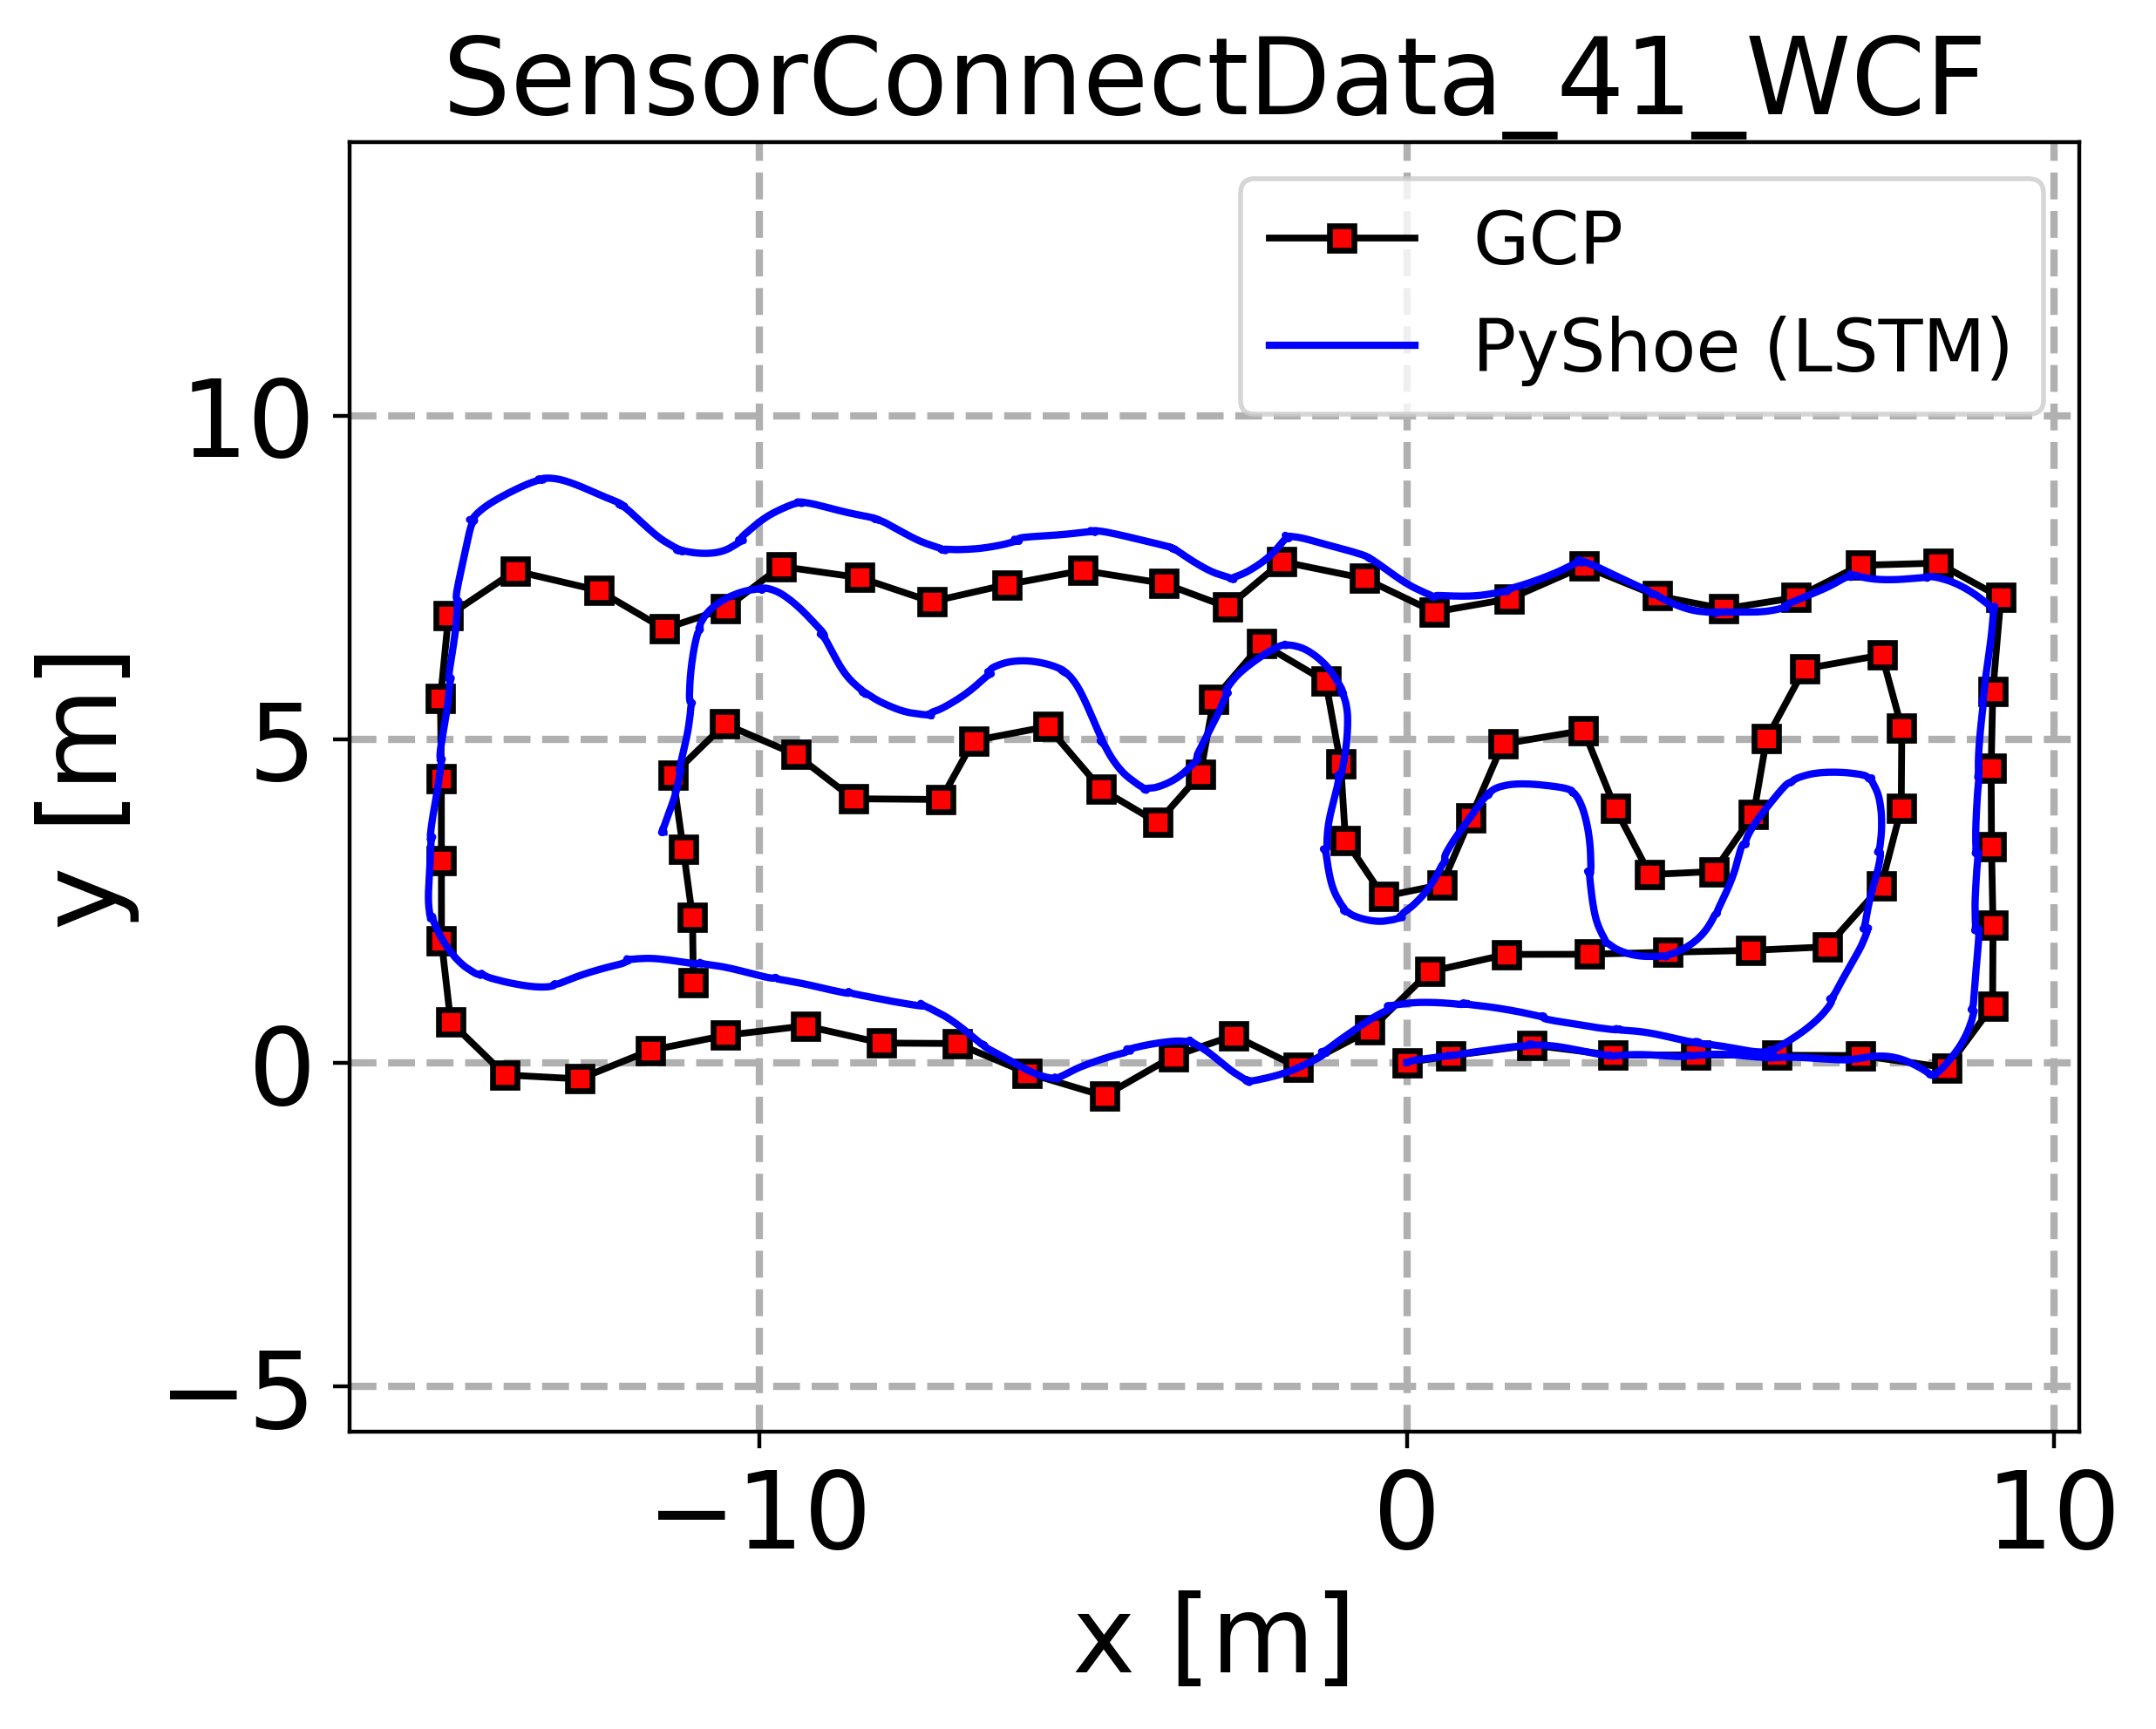 SensorConnectData_41_WCF
GCP
PyShoe (LSTM)
10
5
0
−5
y [m]
−10 0 10
x [m]